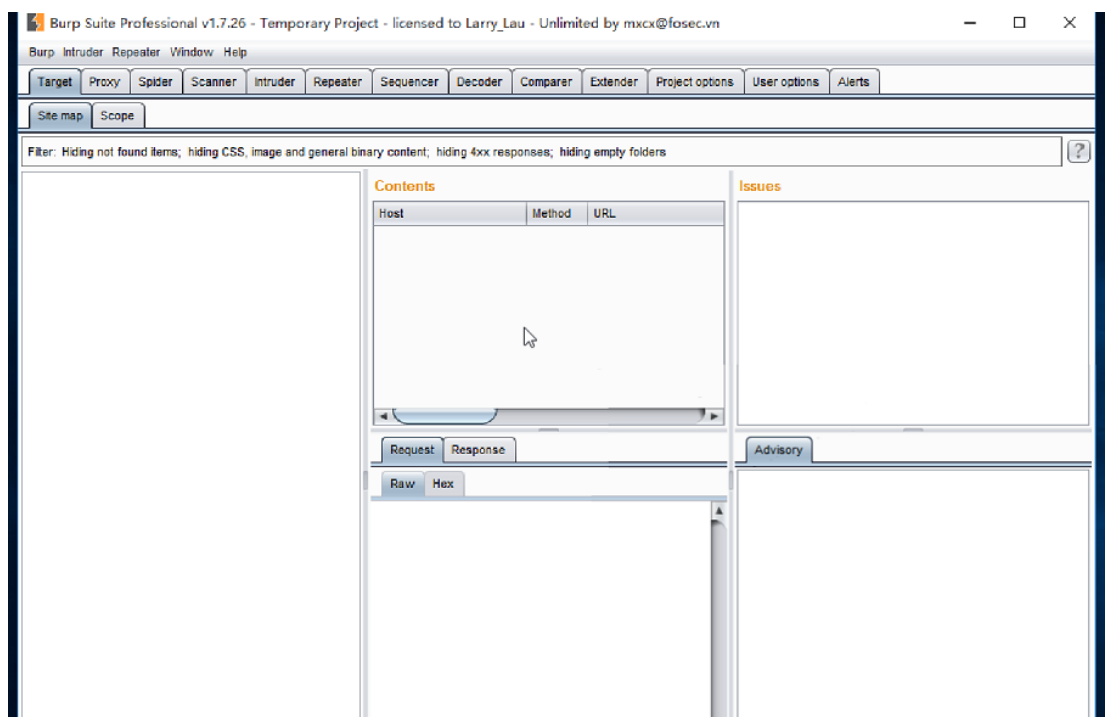 Burp Suite Professional v1.7.26 - Temporary Project - licensed to Larry_Lau - Unlimited by mxcx@fosec.vn
Burp Intruder Repeater Window Help
Target Proxy Spider Scanner Intruder Repeater Sequencer Decoder Comparer Extender Project options User options Alerts
Site map Scope
Filter: Hiding not found items; hiding CSS, image and general binary content; hiding 4xx responses; hiding empty folders ?
Contents Issues
Host Method URL
Request Response Advisory
Raw Hex